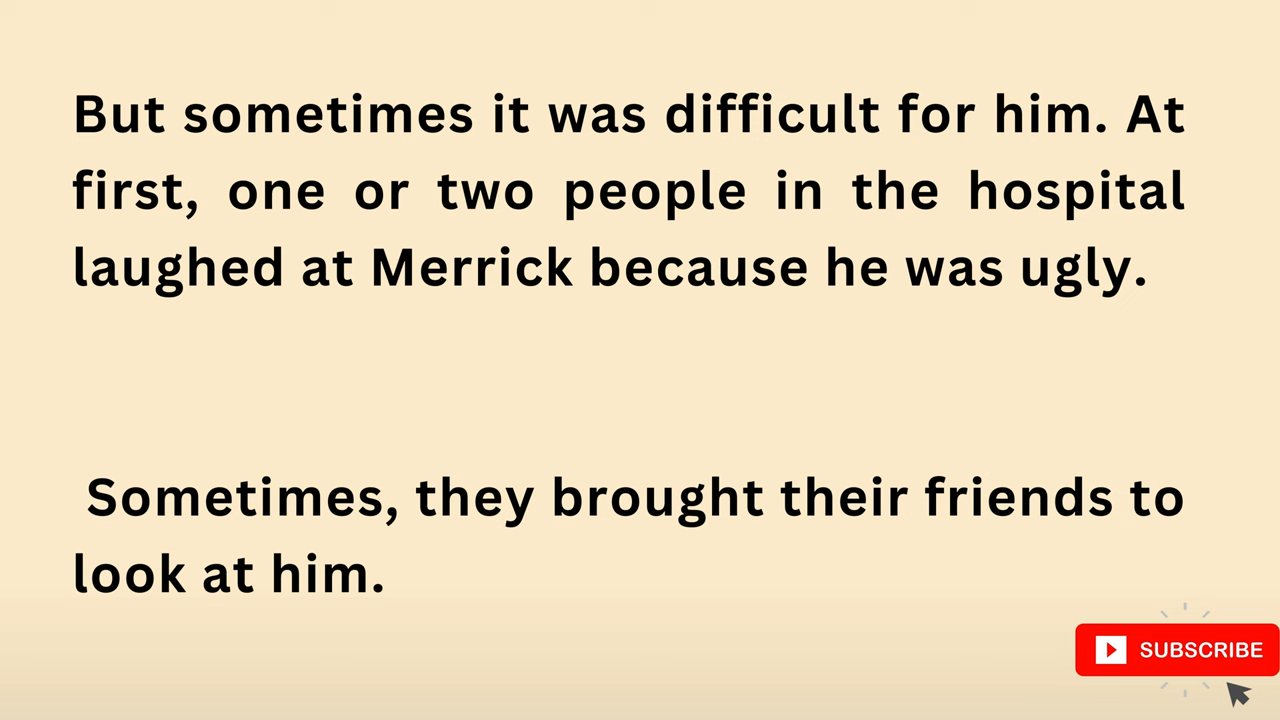 But sometimes it was difficult for him. At
first, one or two people in the hospital
laughed at Merrick because he was ugly.
Sometimes, they brought their friends to
look at him.
SUBSCRIBE